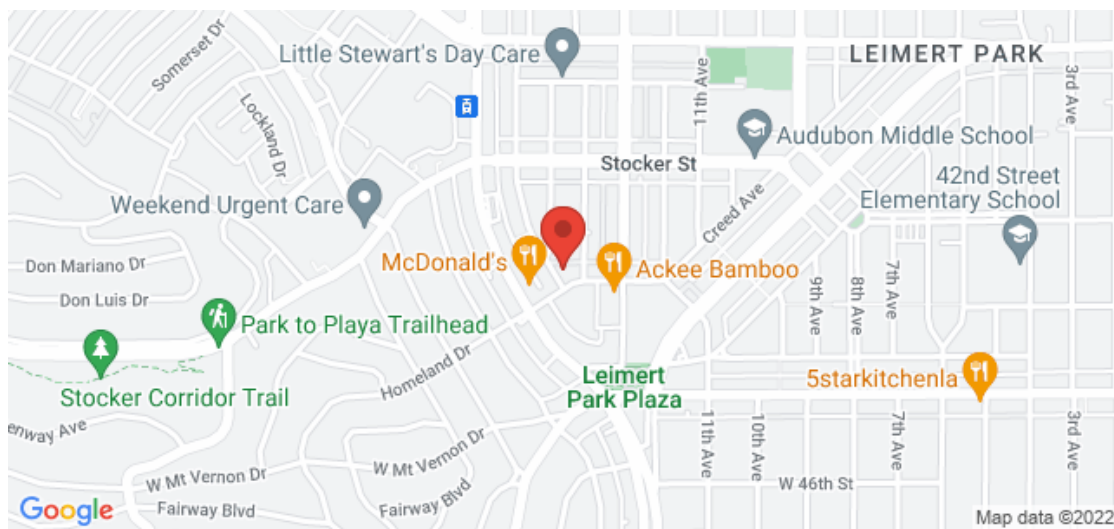 Little Stewart's Day Care
LEIMERT PARK
Somerset Dr
Lockland Dr
11th Ave
3rd Ave
Audubon Middle School
Stocker St
42nd Street
Elementary School
Weekend Urgent Care
Creed Ave
Don Mariano Dr
McDonald's
Ackee Bamboo
Don Luis Dr
9th Ave
8th Ave
7th Ave
Park to Playa Trailhead
Homeland Dr
Stocker Corridor Trail
Leimert
Park Plaza
5starkitchenla
enway Ave
11th Ave
10th Ave
7th Ave
3rd Ave
W Mt Vernon Dr
W Mt Vernon Dr
W 46th St
Fairway Blvd
Fairway Blvd
Google
Map data ©2022